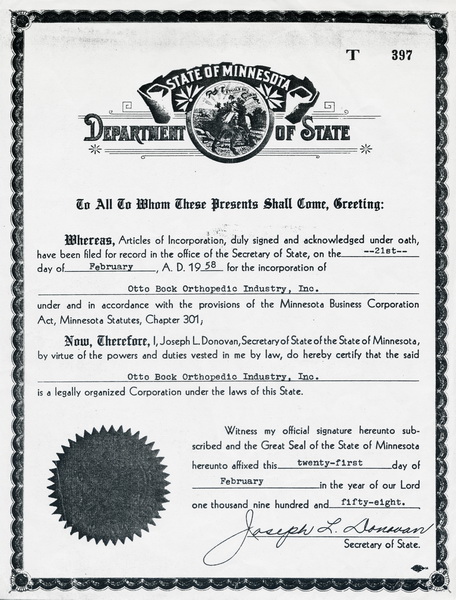 T 397
STATE OF MINNESOTA
DEPARTMENT OF STATE
To All To Whom These Presents Shall Come, Greeting:
Whereas, Articles of Incorporation, duly signed and acknowledged under oath,
have been filed for record in the office of the Secretary of State, on the --21st--
day of February, A. D. 19 58 for the incorporation of
Otto Bock Orthopedic Industry, Inc.
under and in accordance with the provisions of the Minnesota Business Corporation
Act, Minnesota Statutes, Chapter 301;
Now, Therefore, I, Joseph L. Donovan, Secretary of State of the State of Minnesota,
by virtue of the powers and duties vested in me by law, do hereby certify that the said
Otto Bock Orthopedic Industry, Inc.
is a legally organized Corporation under the laws of this State.
Witness my official signature hereunto sub-
scribed and the Great Seal of the State of Minnesota
hereunto affixed this twenty-first day of
February in the year of our Lord
one thousand nine hundred and fifty-eight.
Joseph L. Donovan
Secretary of State.